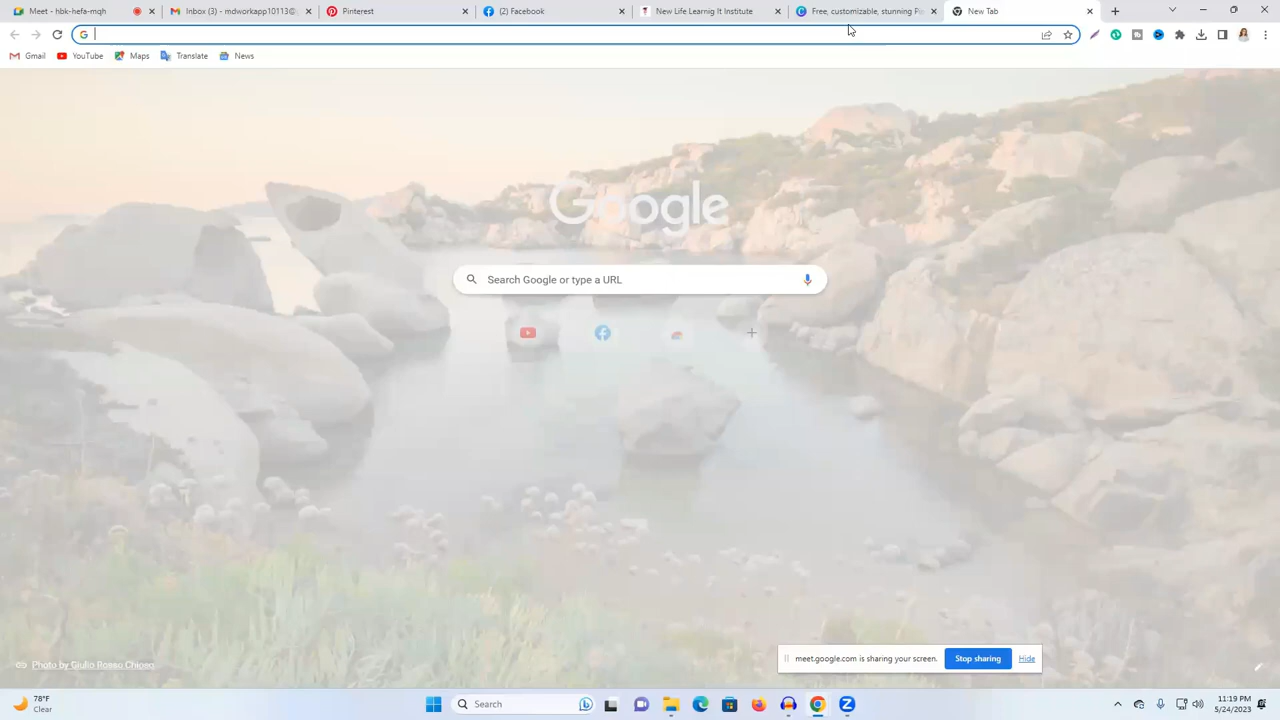 Meet - hbk-hefa-mqh
Inbox (3) - mdworkapp10113@
Pinterest
(2) Facebook
New Life Learnig It Institute
Free, customizable, stunning Pi
New Tab
Gmail
YouTube
Maps
Translate
News
Google
Search Google or type a URL
Photo by Giulio Rosso Chioso
meet.google.com is sharing your screen.
Stop sharing
Hide
78°F
Clear
Search
11:19 PM
5/24/2023